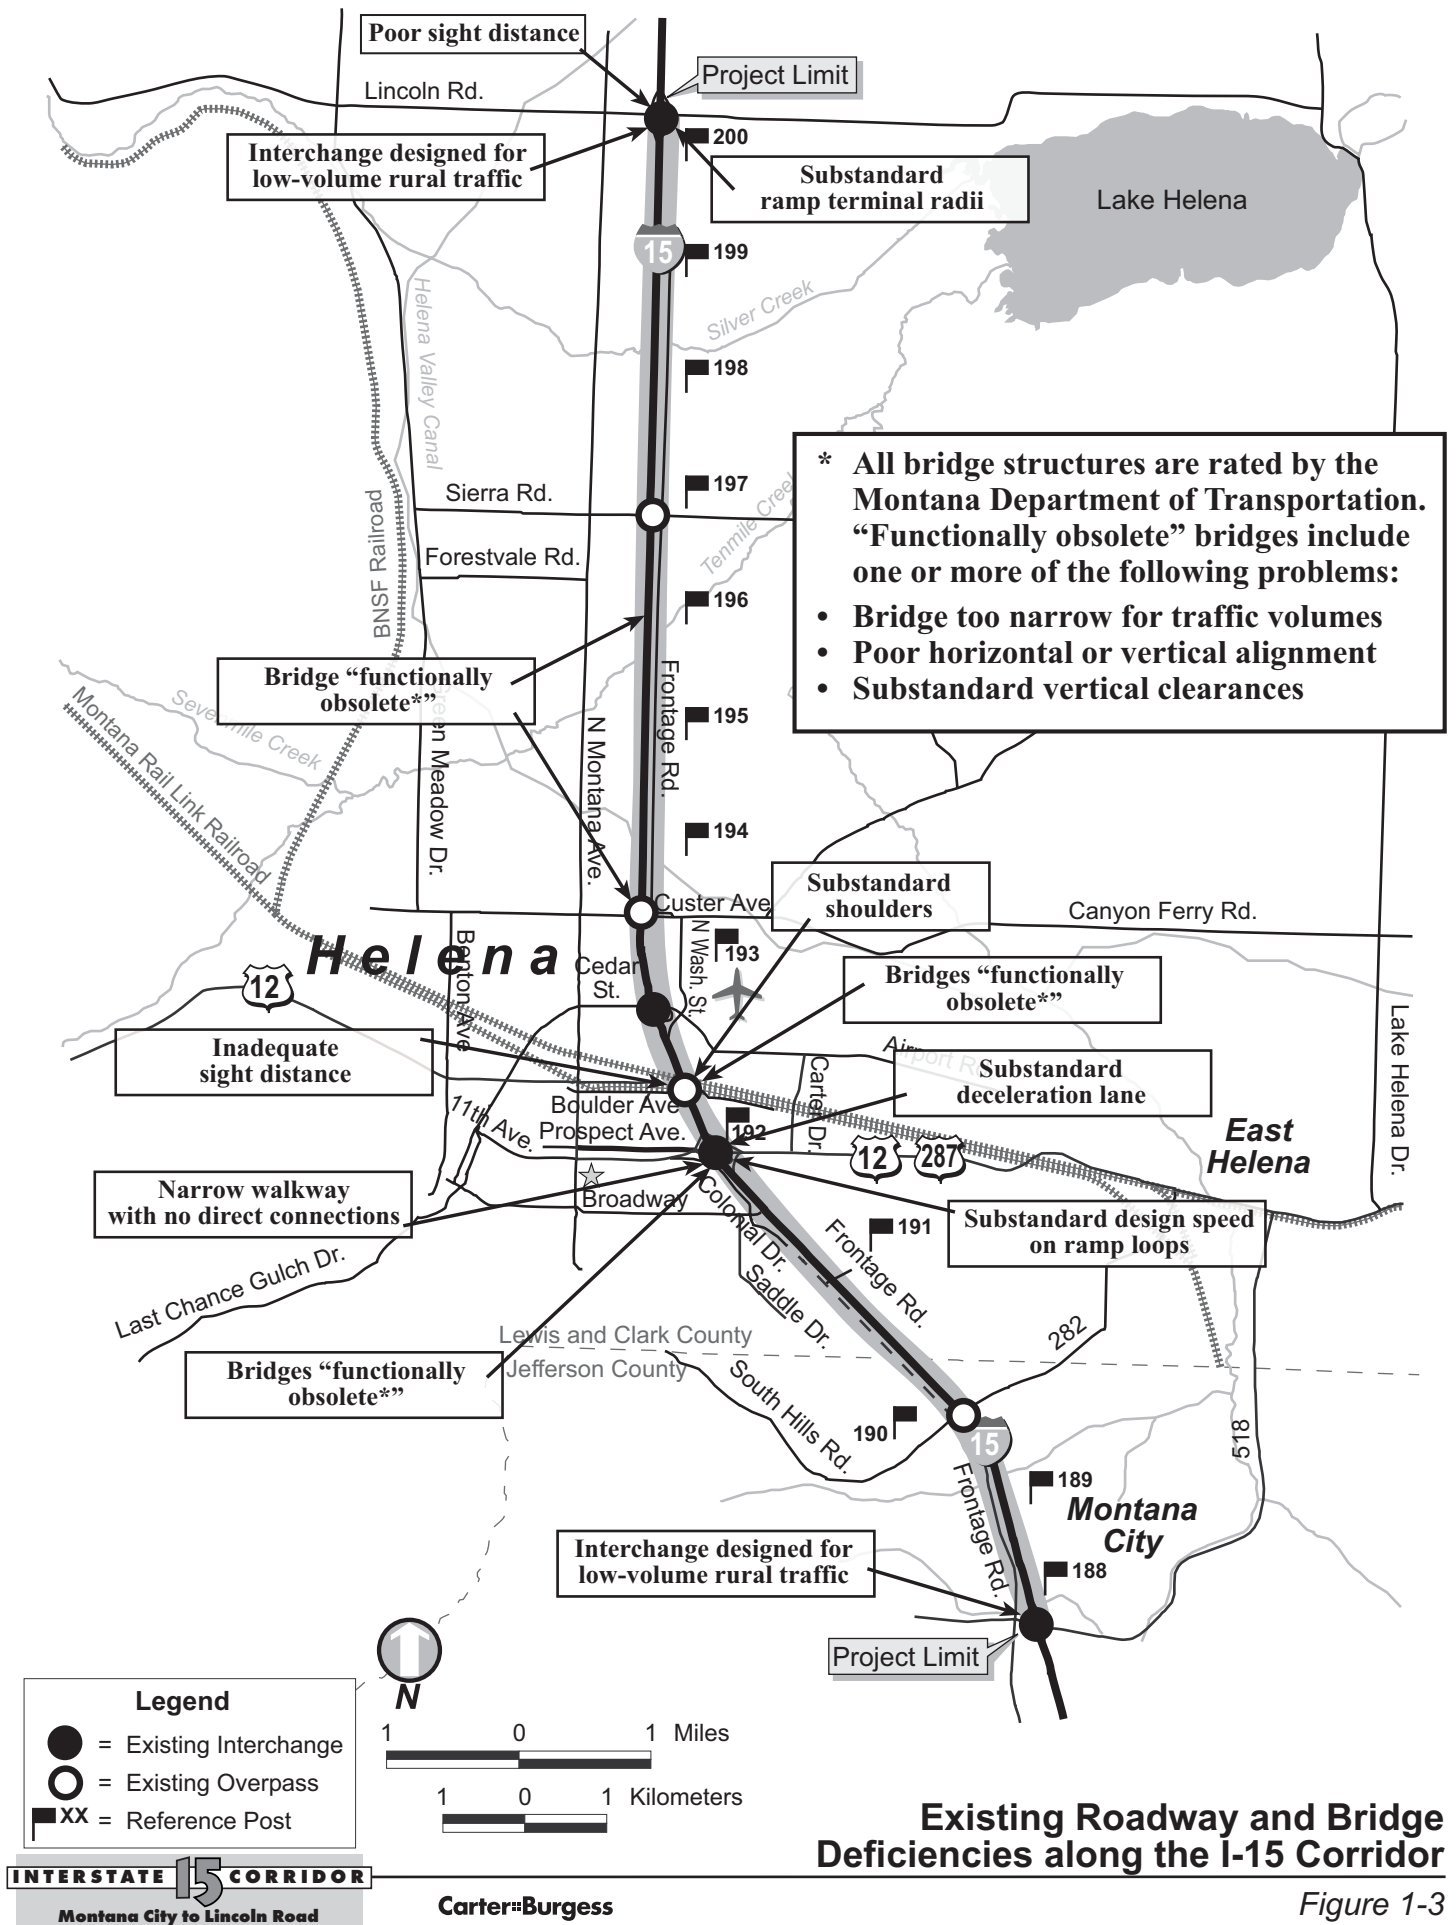 Poor sight distance
Project Limit
Lincoln Rd.
200
Interchange designed for
low-volume rural traffic
Substandard
ramp terminal radii
Lake Helena
15
199
Helena Valley Canal
Silver Creek
198
* All bridge structures are rated by the
Montana Department of Transportation.
“Functionally obsolete” bridges include
one or more of the following problems:
• Bridge too narrow for traffic volumes
• Poor horizontal or vertical alignment
• Substandard vertical clearances
197
Sierra Rd.
Tenmile Creek
BNSF Railroad
Forestvale Rd.
196
Bridge “functionally
obsolete*”
Frontage Rd.
Sevenmile Creek
Montana Rail Link Railroad
Green Meadow Dr.
N Montana Ave.
195
194
Substandard
shoulders
Custer Ave
Canyon Ferry Rd.
Helena
Benton Ave
N Wash. St.
193
Cedar
St.
12
Bridges “functionally
obsolete*”
Lake Helena Dr.
Inadequate
sight distance
Airport Rd.
Substandard
deceleration lane
Carter Dr.
Boulder Ave
11th Ave.
Prospect Ave.
192
12
287
East
Helena
Narrow walkway
with no direct connections
Broadway
Colonial Dr.
191
Substandard design speed
on ramp loops
Frontage Rd.
Saddle Dr.
Last Chance Gulch Dr.
282
Lewis and Clark County
Jefferson County
Bridges “functionally
obsolete*”
South Hills Rd.
190
15
518
Frontage Rd.
189
Montana
City
Interchange designed for
low-volume rural traffic
188
Project Limit
N
Legend
= Existing Interchange
= Existing Overpass
XX = Reference Post
1 0 1 Miles
1 0 1 Kilometers
Existing Roadway and Bridge
Deficiencies along the I-15 Corridor
INTERSTATE 15 CORRIDOR
Montana City to Lincoln Road
Carter::Burgess
Figure 1-3